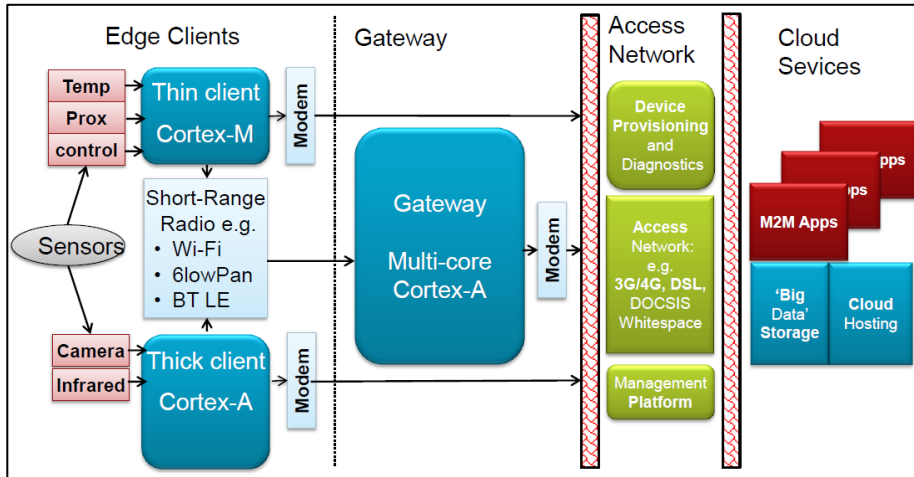 Edge Clients
Gateway
Access
Network
Cloud
Sevices
Temp
Prox
control
Thin client
Cortex-M
Modem
Short-Range
Radio e.g.
• Wi-Fi
• 6lowPan
• BT LE
Sensors
Camera
Infrared
Thick client
Cortex-A
Modem
Gateway
Multi-core
Cortex-A
Modem
Device
Provisioning
and
Diagnostics
Access
Network:
e.g.
3G/4G, DSL,
DOCSIS
Whitespace
Management
Platform
pps
ps
M2M Apps
'Big
Data'
Storage
Cloud
Hosting